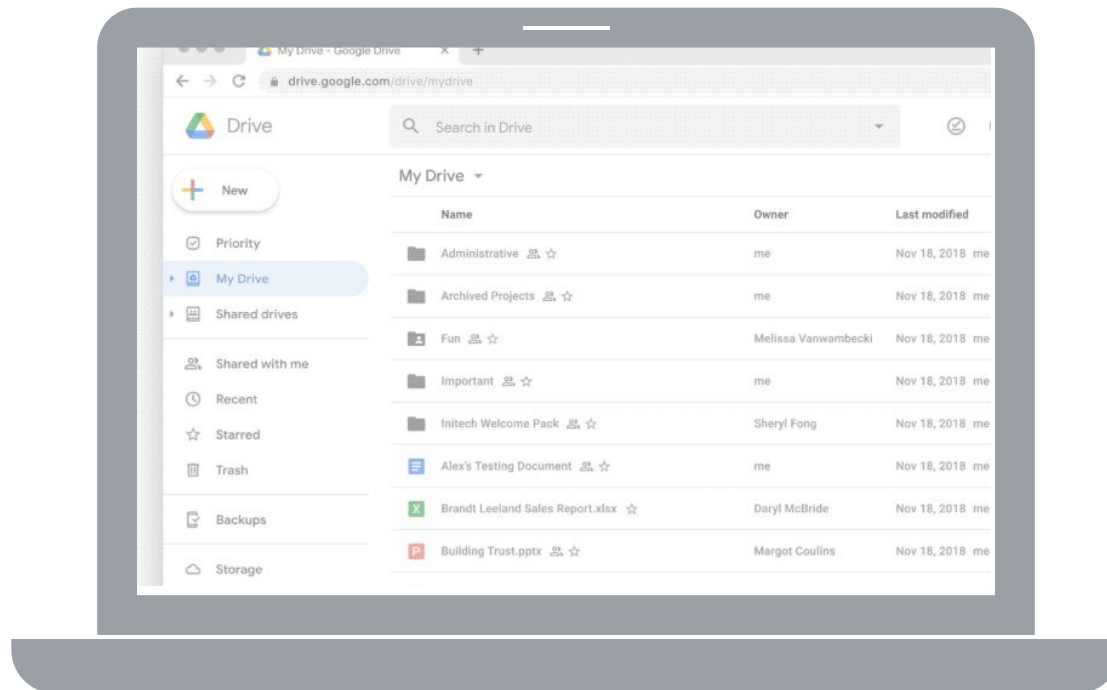 My Drive - Google Drive
drive.google.com/drive/mydrive
Drive
Search in Drive
New
My Drive
Name Owner Last modified
Priority
My Drive
Shared drives
Shared with me
Recent
Starred
Trash
Backups
Storage
Administrative me Nov 18, 2018 me
Archived Projects me Nov 18, 2018 me
Fun Melissa Vanwambecki Nov 18, 2018 me
Important me Nov 18, 2018 me
Initech Welcome Pack Sheryl Fong Nov 18, 2018 me
Alex's Testing Document me Nov 18, 2018 me
Brandt Leeland Sales Report.xlsx Daryl McBride Nov 18, 2018 me
Building Trust.pptx Margot Coulins Nov 18, 2018 me